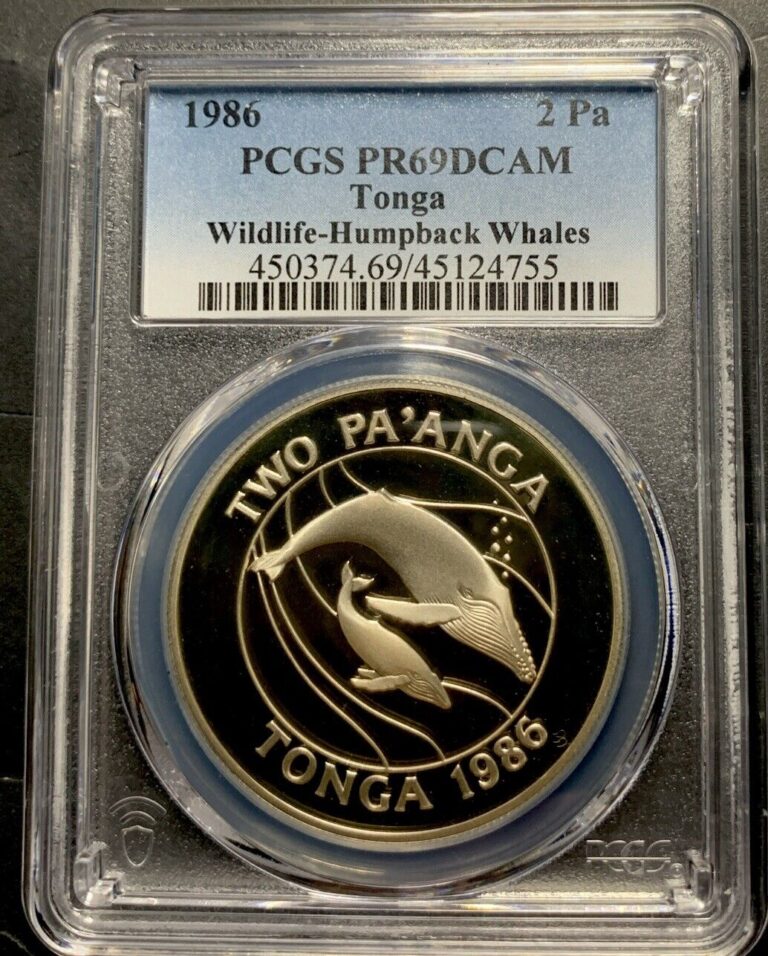 1986 2 Pa
PCGS PR69DCAM
Tonga
Wildlife-Humpback Whales
450374.69/45124755
TWO PA'ANGA
TONGA 1986
PCGS